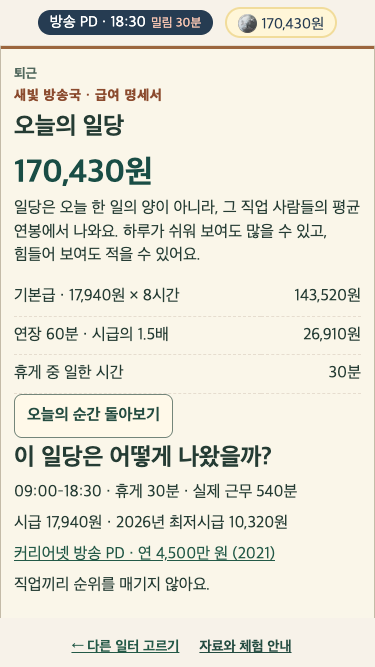 방송 PD · 18:30 밀림 30분
170,430원
퇴근
새빛 방송국 · 급여 명세서
오늘의 일당
170,430원
일당은 오늘 한 일의 양이 아니라, 그 직업 사람들의 평균
연봉에서 나와요. 하루가 쉬워 보여도 많을 수 있고,
힘들어 보여도 적을 수 있어요.
기본급 · 17,940원 × 8시간 143,520원
연장 60분 · 시급의 1.5배 26,910원
휴게 중 일한 시간 30분
오늘의 순간 돌아보기
이 일당은 어떻게 나왔을까?
09:00-18:30 · 휴게 30분 · 실제 근무 540분
시급 17,940원 · 2026년 최저시급 10,320원
커리어넷 방송 PD · 연 4,500만 원 (2021)
직업끼리 순위를 매기지 않아요.
← 다른 일터 고르기 자료와 체험 안내